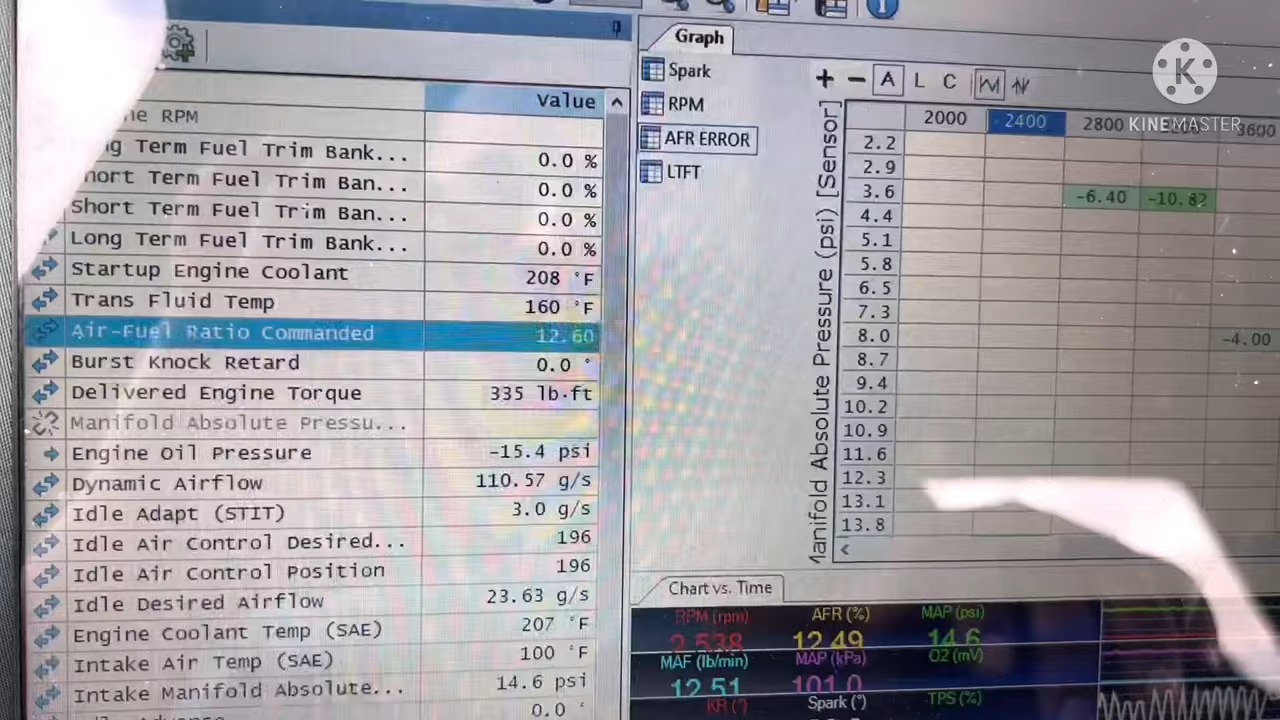 Value
ne RPM
ng Term Fuel Trim Bank... 0.0 %
hort Term Fuel Trim Ban... 0.0 %
Short Term Fuel Trim Ban... 0.0 %
Long Term Fuel Trim Bank... 0.0 %
Startup Engine Coolant 208 °F
Trans Fluid Temp 160 °F
Air-Fuel Ratio Commanded 12.60
Burst Knock Retard 0.0 °
Delivered Engine Torque 335 lb·ft
Manifold Absolute Pressu...
Engine Oil Pressure -15.4 psi
Dynamic Airflow 110.57 g/s
Idle Adapt (STIT) 3.0 g/s
Idle Air Control Desired... 196
Idle Air Control Position 196
Idle Desired Airflow 23.63 g/s
Engine Coolant Temp (SAE) 207 °F
Intake Air Temp (SAE) 100 °F
Intake Manifold Absolute... 14.6 psi
0.0 °
Graph
Spark
RPM
AFR ERROR
LTFT
+ − A L C
Manifold Absolute Pressure (psi) [Sensor]
2000 2400 2800 3600
2.2
2.9
3.6 -6.40 -10.82
4.4
5.1
5.8
6.5
7.3
8.0 -4.00
8.7
9.4
10.2
10.9
11.6
12.3
13.1
13.8
K
KINEMASTER
Chart vs. Time
RPM (rpm) AFR (%) MAP (psi)
2,538 12.49 14.6
MAF (lb/min) MAP (kPa) O2 (mV)
12.51 101.0
KR (°) Spark (°) TPS (%)